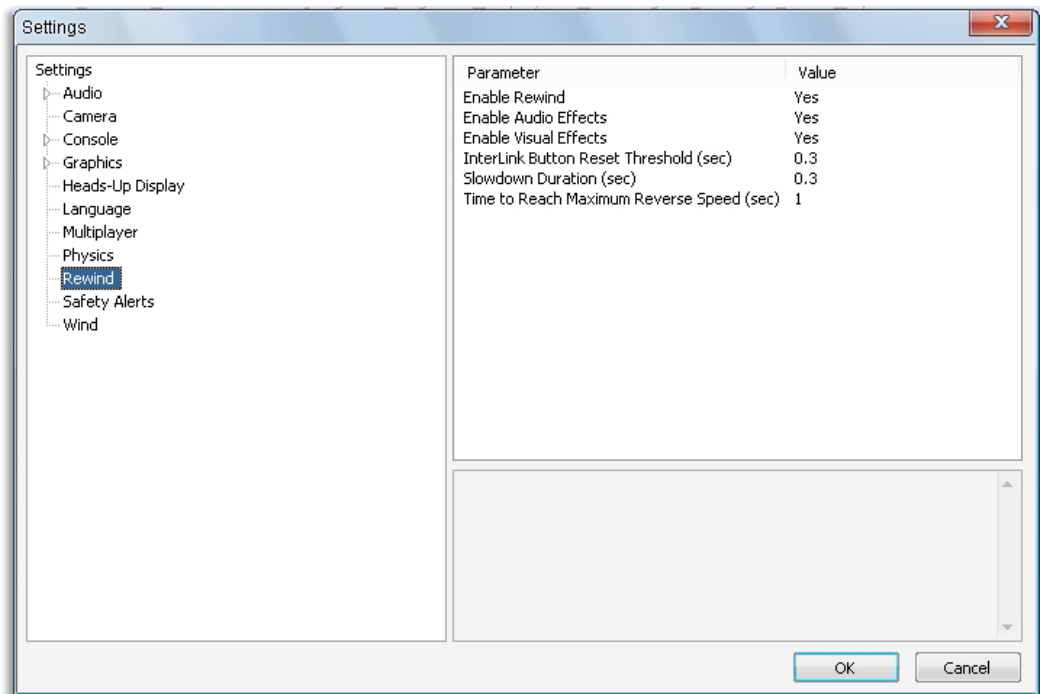 Settings
Settings
Audio
Camera
Console
Graphics
Heads-Up Display
Language
Multiplayer
Physics
Rewind
Safety Alerts
Wind
Parameter Value
Enable Rewind Yes
Enable Audio Effects Yes
Enable Visual Effects Yes
InterLink Button Reset Threshold (sec) 0.3
Slowdown Duration (sec) 0.3
Time to Reach Maximum Reverse Speed (sec) 1
OK Cancel